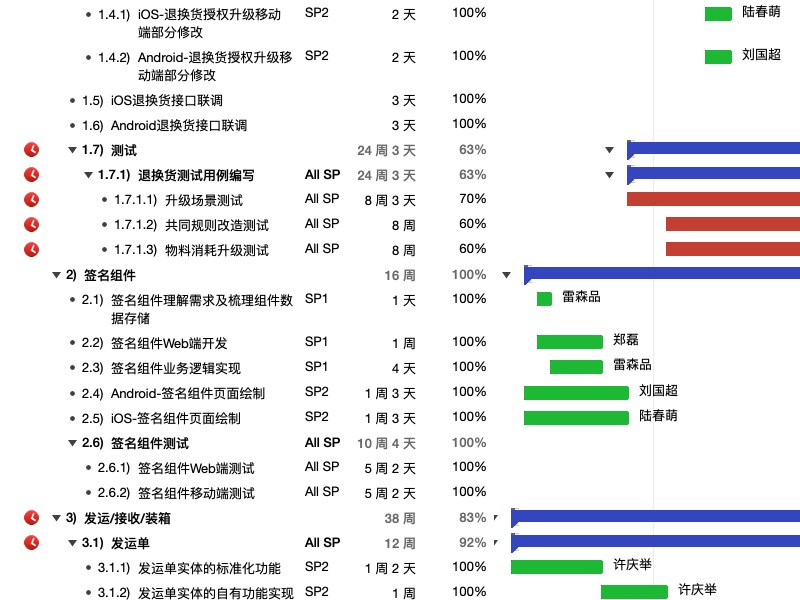 1.4.1) iOS-退换货授权升级移动 SP2 2 天 100% 陆春萌
端部分修改
1.4.2) Android-退换货授权升级移 SP2 2 天 100% 刘国超
动端部分修改
1.5) iOS退换货接口联调 3 天 100%
1.6) Android退换货接口联调 3 天 100%
1.7) 测试 24 周 3 天 63%
1.7.1) 退换货测试用例编写 All SP 24 周 3 天 63%
1.7.1.1) 升级场景测试 All SP 8 周 3 天 70%
1.7.1.2) 共同规则改造测试 All SP 8 周 60%
1.7.1.3) 物料消耗升级测试 All SP 8 周 60%
2) 签名组件 16 周 100%
2.1) 签名组件理解需求及梳理组件数 SP1 1 天 100% 雷森品
据存储
2.2) 签名组件Web端开发 SP1 1 周 100% 郑磊
2.3) 签名组件业务逻辑实现 SP1 4 天 100% 雷森品
2.4) Android-签名组件页面绘制 SP2 1 周 3 天 100% 刘国超
2.5) iOS-签名组件页面绘制 SP2 1 周 3 天 100% 陆春萌
2.6) 签名组件测试 All SP 10 周 4 天 100%
2.6.1) 签名组件Web端测试 All SP 5 周 2 天 100%
2.6.2) 签名组件移动端测试 All SP 5 周 2 天 100%
3) 发运/接收/装箱 38 周 83%
3.1) 发运单 All SP 12 周 92%
3.1.1) 发运单实体的标准化功能 SP2 1 周 2 天 100% 许庆举
3.1.2) 发运单实体的自有功能实现 SP2 1 周 100% 许庆举